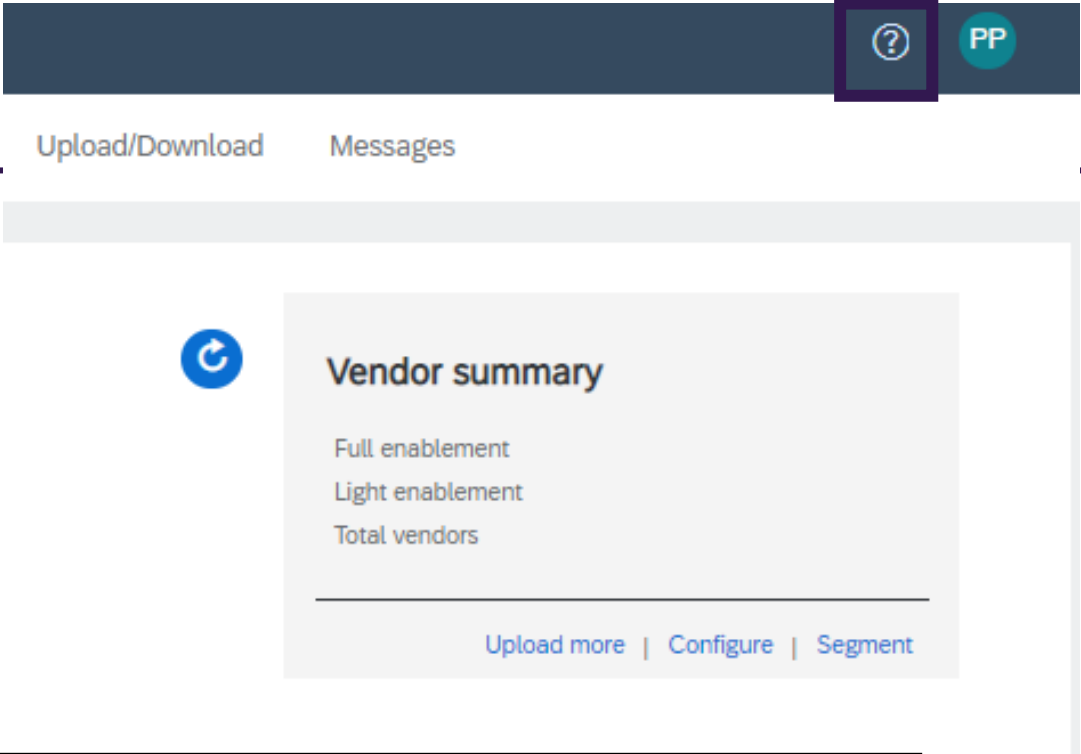 ? PP
Upload/Download Messages
Vendor summary
Full enablement
Light enablement
Total vendors
Upload more | Configure | Segment